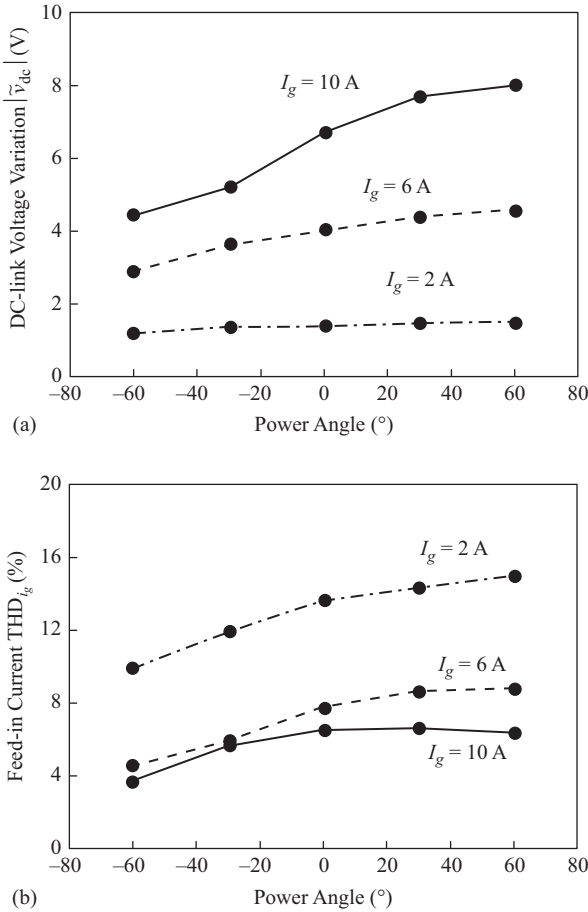 10
8
6
4
2
0
DC-link Voltage Variation |ṽdc| (V)
Ig = 10 A
Ig = 6 A
Ig = 2 A
–80 –60 –40 –20 0 20 40 60 80
(a) Power Angle (°)
20
16
12
8
4
0
Feed-in Current THDig (%)
Ig = 2 A
Ig = 6 A
Ig = 10 A
–80 –60 –40 –20 0 20 40 60 80
(b) Power Angle (°)